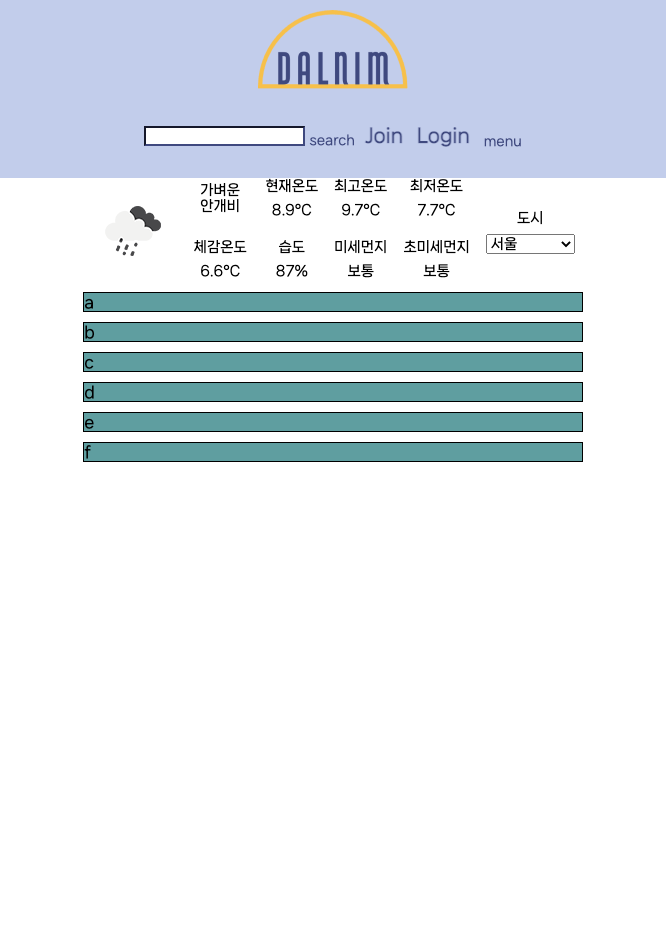 DALNIM
search Join Login menu
가벼운
안개비
현재온도 최고온도 최저온도
8.9°C 9.7°C 7.7°C
체감온도 습도 미세먼지 초미세먼지
6.6°C 87% 보통 보통
도시
서울
a
b
c
d
e
f